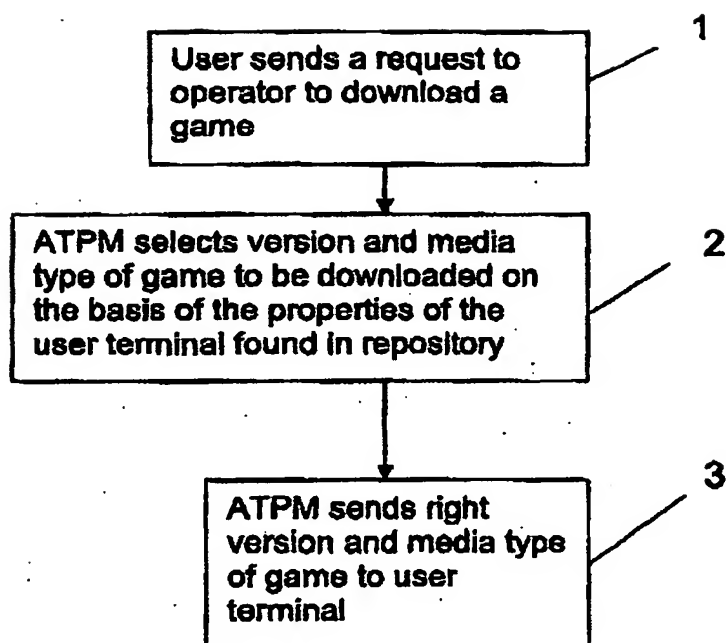 1
User sends a request to
operator to download a
game
2
ATPM selects version and media
type of game to be downloaded on
the basis of the properties of the
user terminal found in repository
3
ATPM sends right
version and media type
of game to user
terminal